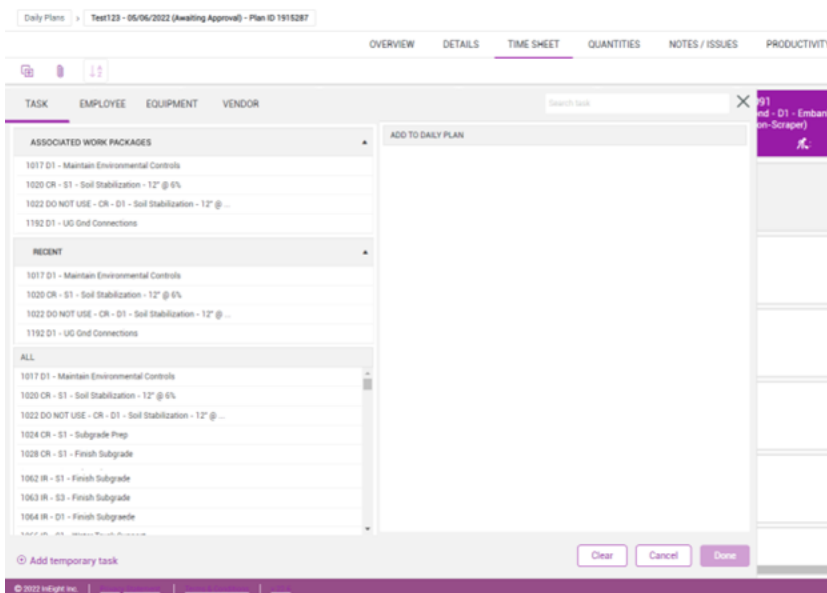 Daily Plans > Test123 - 05/06/2022 (Awaiting Approval) - Plan ID 1915287
OVERVIEW DETAILS TIME SHEET QUANTITIES NOTES / ISSUES PRODUCTIVITY
TASK EMPLOYEE EQUIPMENT VENDOR
Search task
ASSOCIATED WORK PACKAGES
1017 D1 - Maintain Environmental Controls
1020 CR - S1 - Soil Stabilization - 12" @ 6%
1022 DO NOT USE - CR - D1 - Soil Stabilization - 12" @ ...
1192 D1 - UG Gnd Connections
RECENT
1017 D1 - Maintain Environmental Controls
1020 CR - S1 - Soil Stabilization - 12" @ 6%
1022 DO NOT USE - CR - D1 - Soil Stabilization - 12" @ ...
1192 D1 - UG Gnd Connections
ALL
1017 D1 - Maintain Environmental Controls
1020 CR - S1 - Soil Stabilization - 12" @ 6%
1022 DO NOT USE - CR - D1 - Soil Stabilization - 12" @ ...
1024 CR - S1 - Subgrade Prep
1028 CR - S1 - Finish Subgrade
1062 IR - S1 - Finish Subgrade
1063 IR - S3 - Finish Subgrade
1064 IR - D1 - Finish Subgraede
ADD TO DAILY PLAN
91
nd - D1 - Emban
on-Scraper)
Add temporary task
Clear Cancel Done
© 2022 InEight Inc.